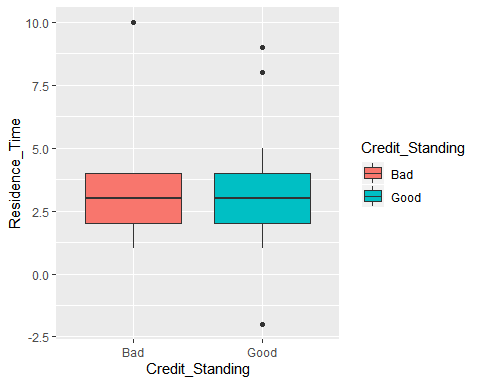 10.0
7.5
5.0
2.5
0.0
-2.5
Residence_Time
Bad
Good
Credit_Standing
Credit_Standing
Bad
Good